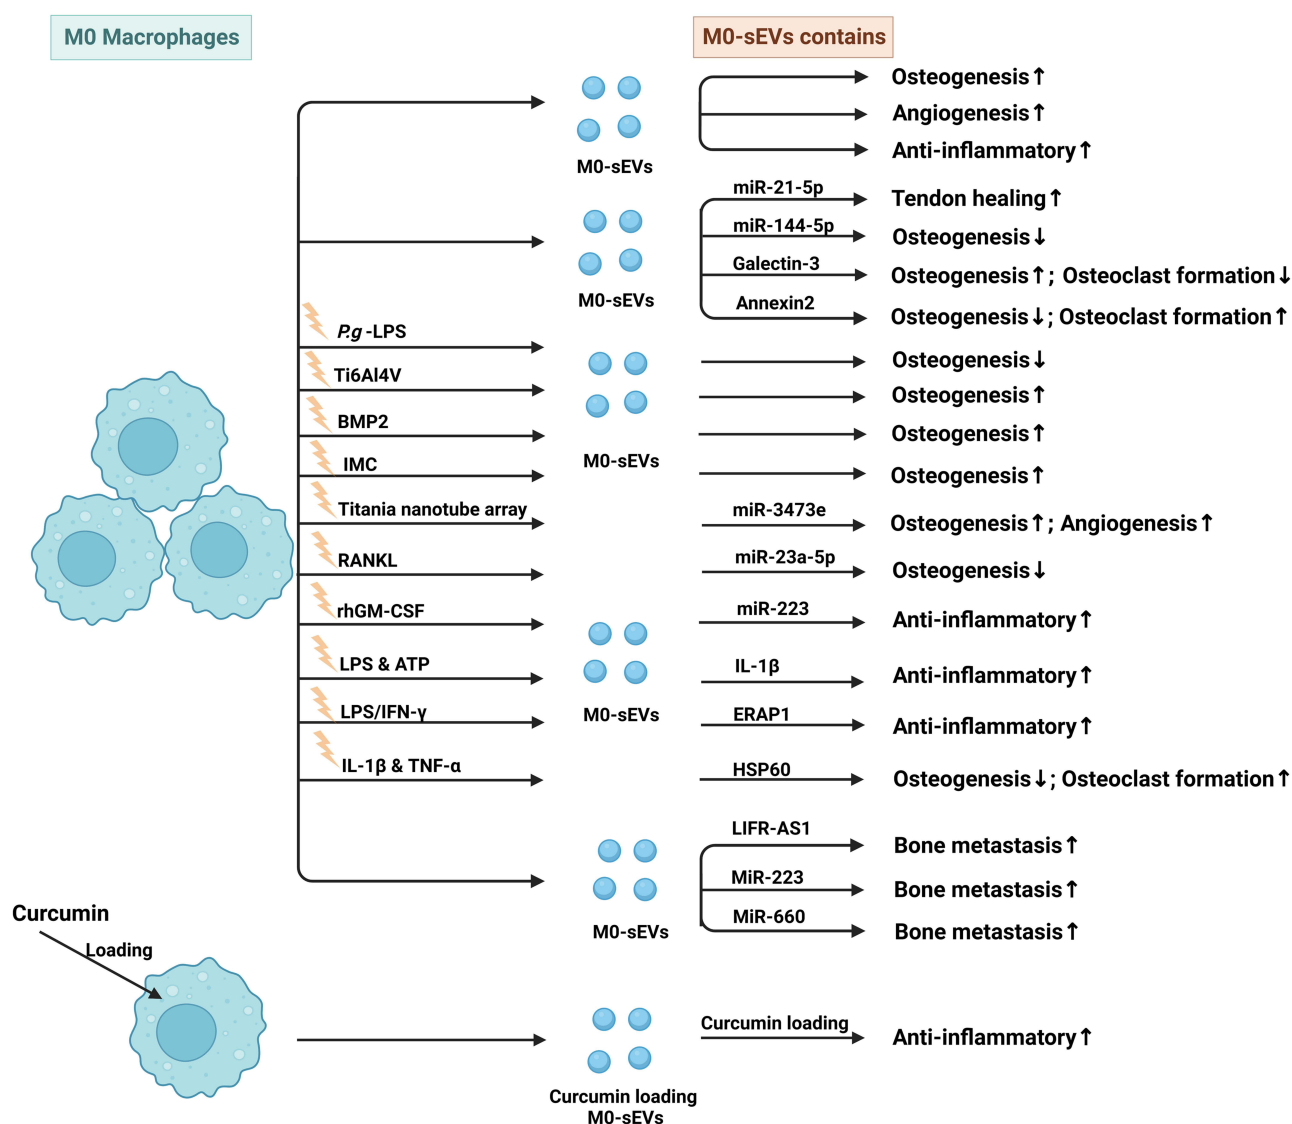 M0 Macrophages
M0-sEVs contains
Osteogenesis↑
Angiogenesis↑
Anti-inflammatory↑
M0-sEVs
miR-21-5p
Tendon healing↑
miR-144-5p
Osteogenesis↓
Galectin-3
Osteogenesis↑; Osteoclast formation↓
Annexin2
Osteogenesis↓; Osteoclast formation↑
M0-sEVs
P.g-LPS
Osteogenesis↓
Ti6Al4V
Osteogenesis↑
BMP2
Osteogenesis↑
IMC
Osteogenesis↑
M0-sEVs
Titania nanotube array
miR-3473e
Osteogenesis↑; Angiogenesis↑
RANKL
miR-23a-5p
Osteogenesis↓
rhGM-CSF
miR-223
Anti-inflammatory↑
LPS & ATP
IL-1β
Anti-inflammatory↑
LPS/IFN-γ
ERAP1
Anti-inflammatory↑
M0-sEVs
IL-1β & TNF-α
HSP60
Osteogenesis↓; Osteoclast formation↑
LIFR-AS1
Bone metastasis↑
MiR-223
Bone metastasis↑
MiR-660
Bone metastasis↑
M0-sEVs
Curcumin
Loading
Curcumin loading
Anti-inflammatory↑
Curcumin loading
M0-sEVs